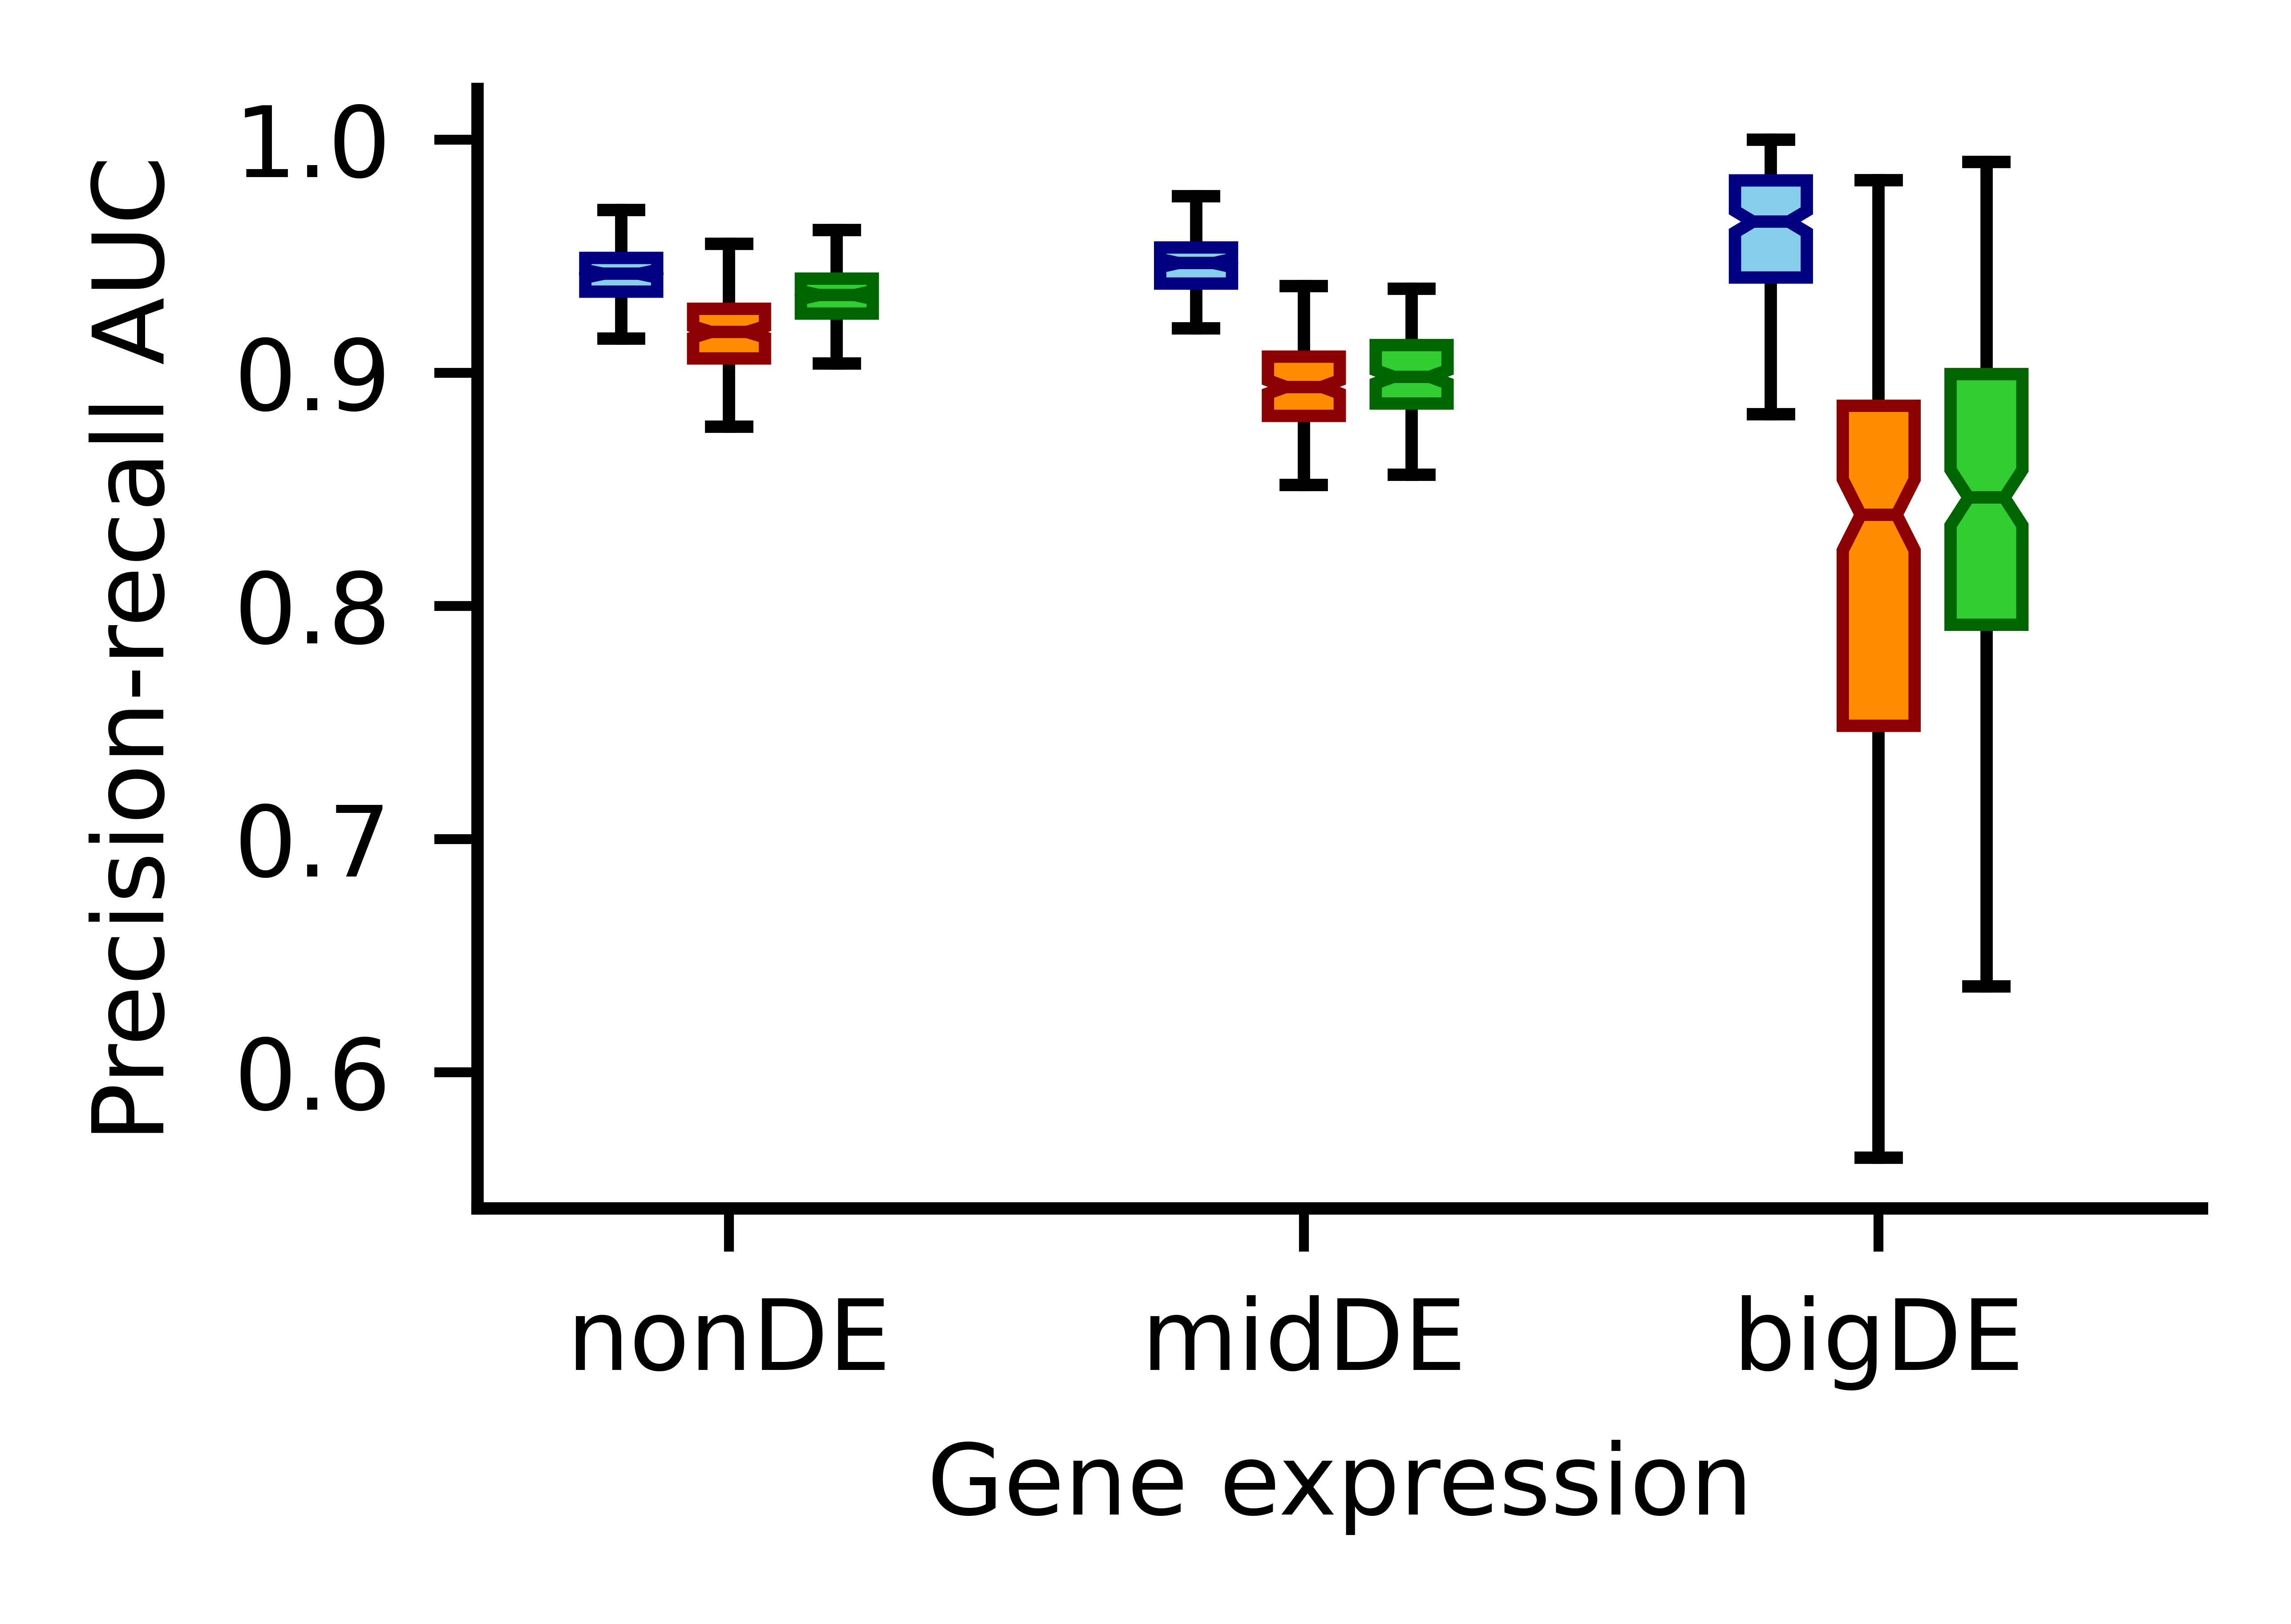 Precision-recall AUC
1.0
0.9
0.8
0.7
0.6
nonDE midDE bigDE
Gene expression